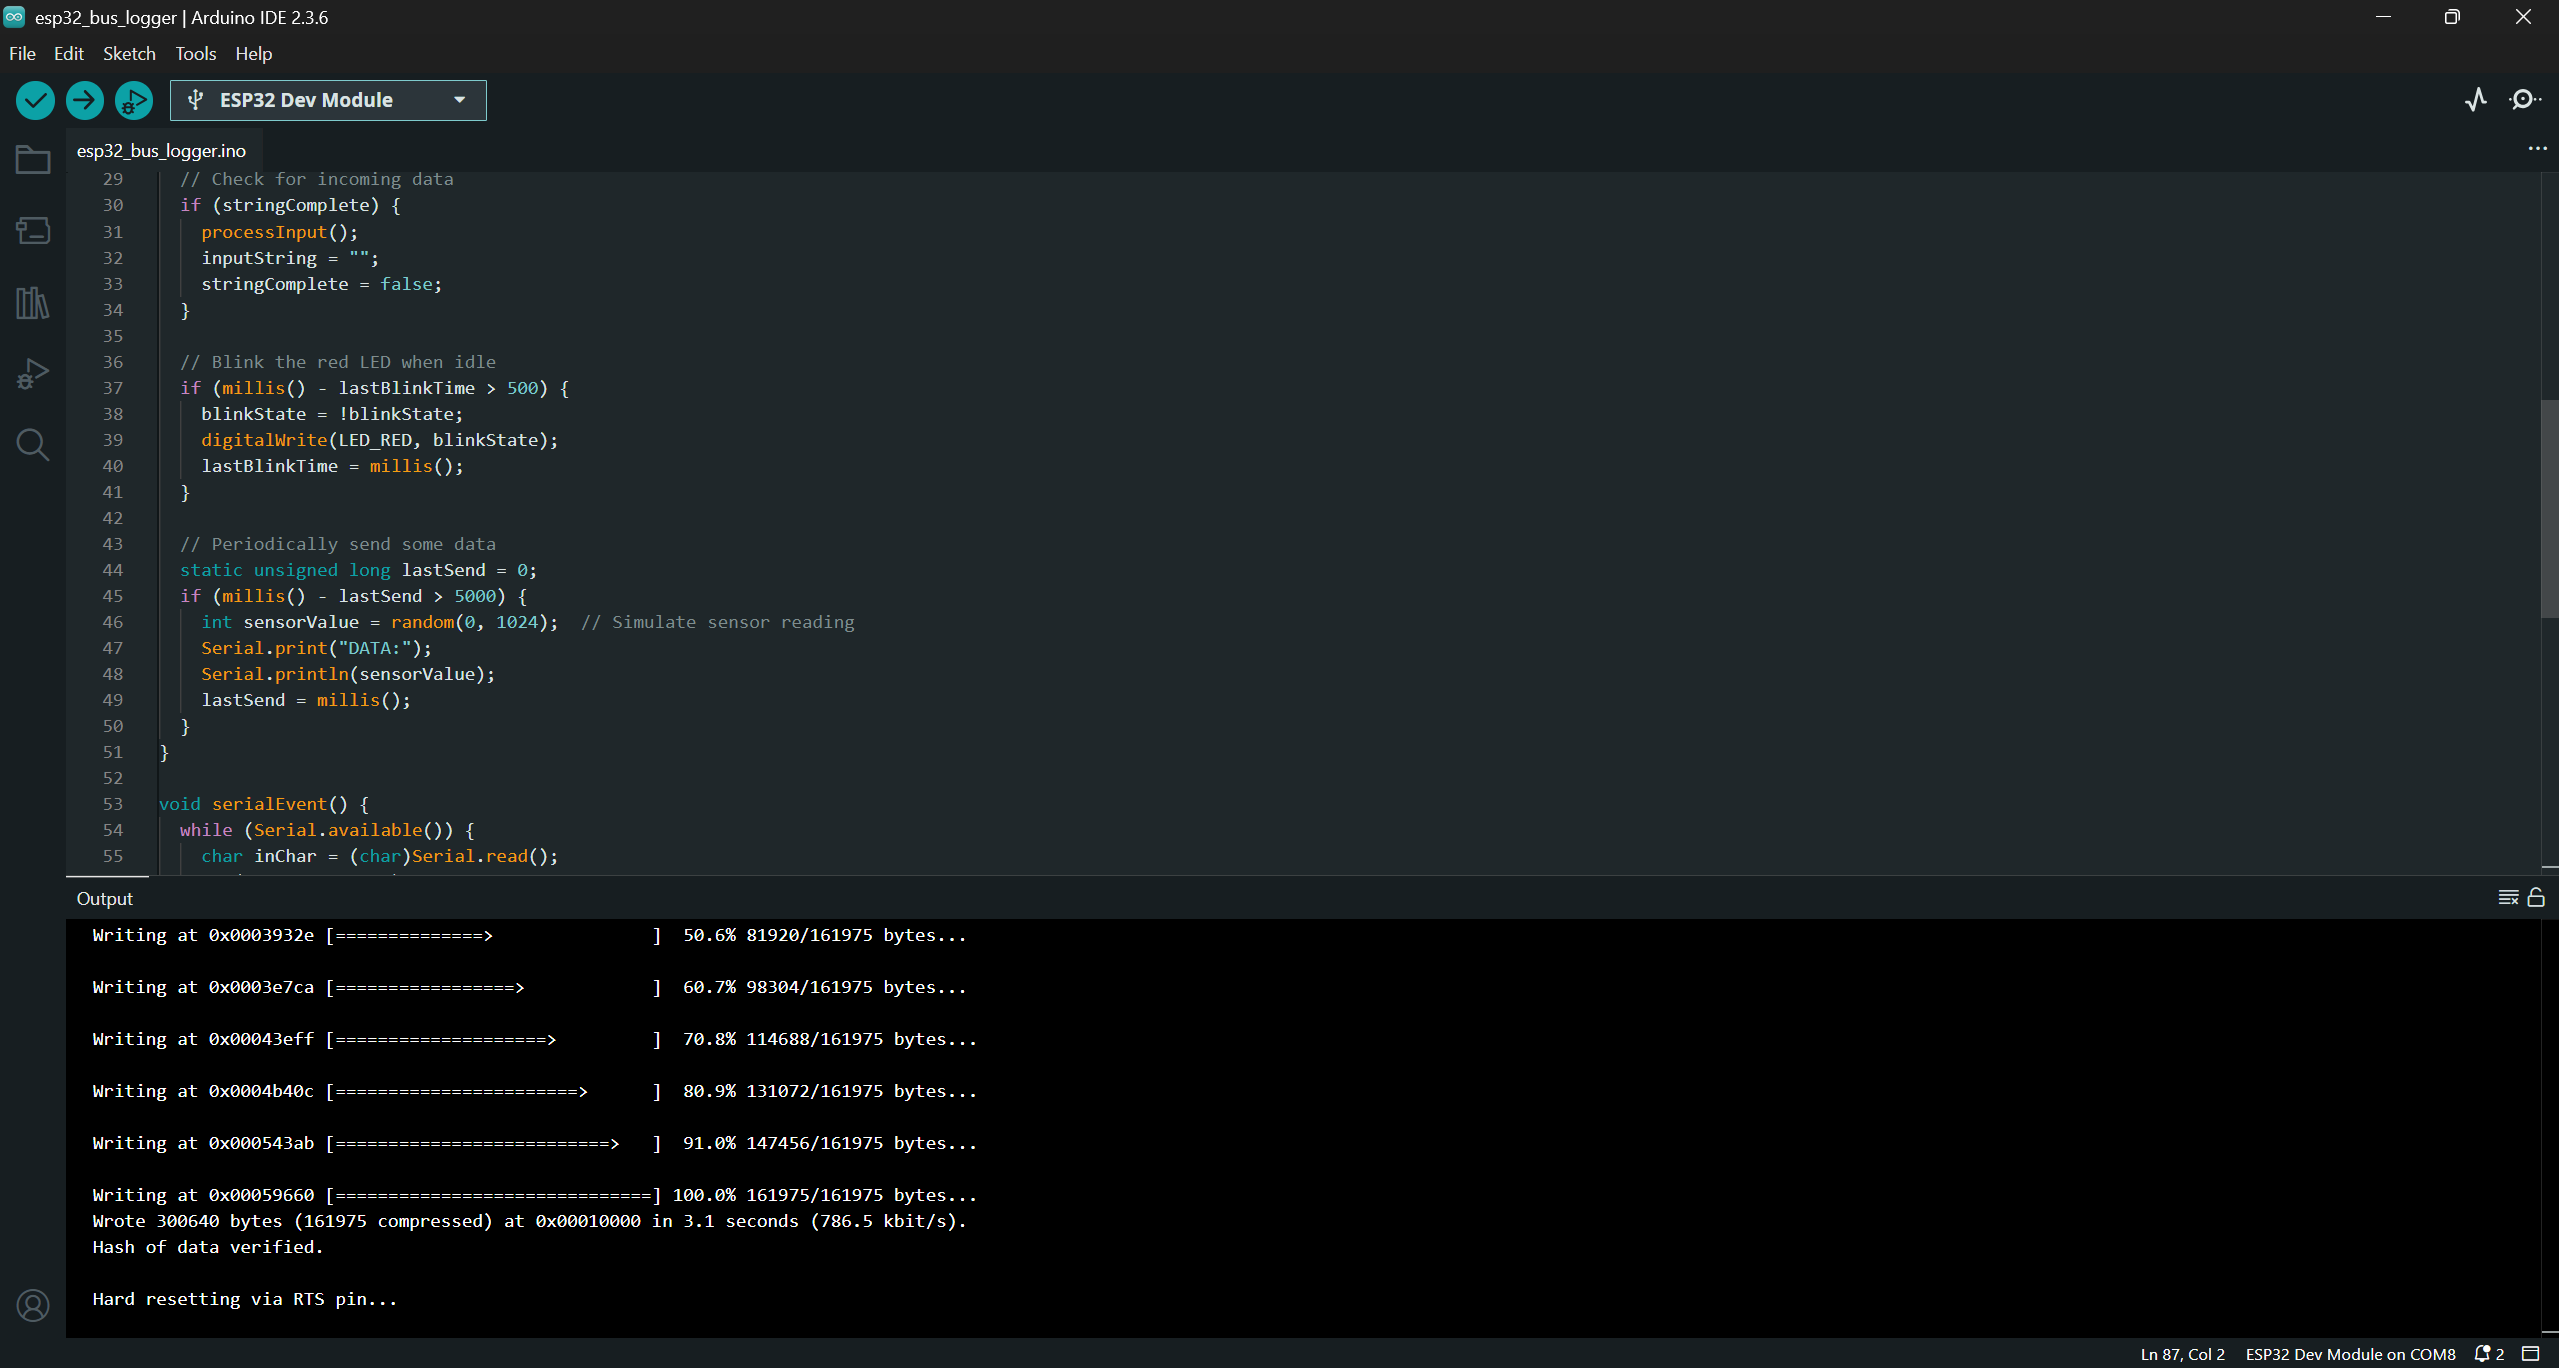 esp32_bus_logger | Arduino IDE 2.3.6
File Edit Sketch Tools Help
ESP32 Dev Module
esp32_bus_logger.ino
29 // Check for incoming data
30 if (stringComplete) {
31 processInput();
32 inputString = "";
33 stringComplete = false;
34 }
35
36 // Blink the red LED when idle
37 if (millis() - lastBlinkTime > 500) {
38 blinkState = !blinkState;
39 digitalWrite(LED_RED, blinkState);
40 lastBlinkTime = millis();
41 }
42
43 // Periodically send some data
44 static unsigned long lastSend = 0;
45 if (millis() - lastSend > 5000) {
46 int sensorValue = random(0, 1024); // Simulate sensor reading
47 Serial.print("DATA:");
48 Serial.println(sensorValue);
49 lastSend = millis();
50 }
51 }
52
53 void serialEvent() {
54 while (Serial.available()) {
55 char inChar = (char)Serial.read();
Output
Writing at 0x0003932e [==============> ] 50.6% 81920/161975 bytes...
Writing at 0x0003e7ca [=================> ] 60.7% 98304/161975 bytes...
Writing at 0x00043eff [====================> ] 70.8% 114688/161975 bytes...
Writing at 0x0004b40c [=======================> ] 80.9% 131072/161975 bytes...
Writing at 0x000543ab [==========================> ] 91.0% 147456/161975 bytes...
Writing at 0x00059660 [==============================] 100.0% 161975/161975 bytes...
Wrote 300640 bytes (161975 compressed) at 0x00010000 in 3.1 seconds (786.5 kbit/s).
Hash of data verified.
Hard resetting via RTS pin...
Ln 87, Col 2 ESP32 Dev Module on COM8 2